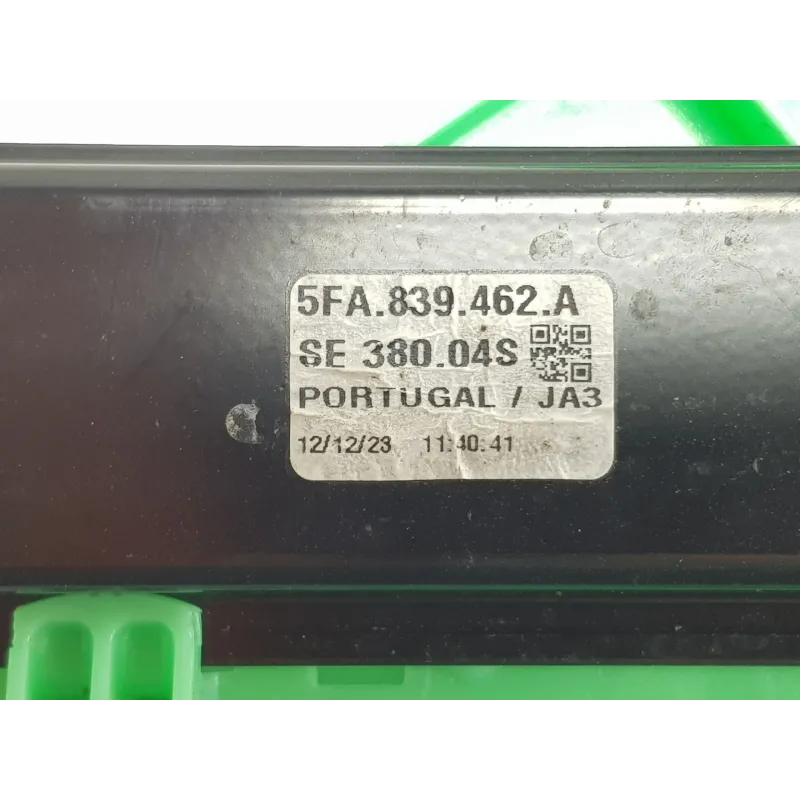 5FA.839.462.A
SE 380.04S
PORTUGAL / JA3
12/12/23 11:40:41